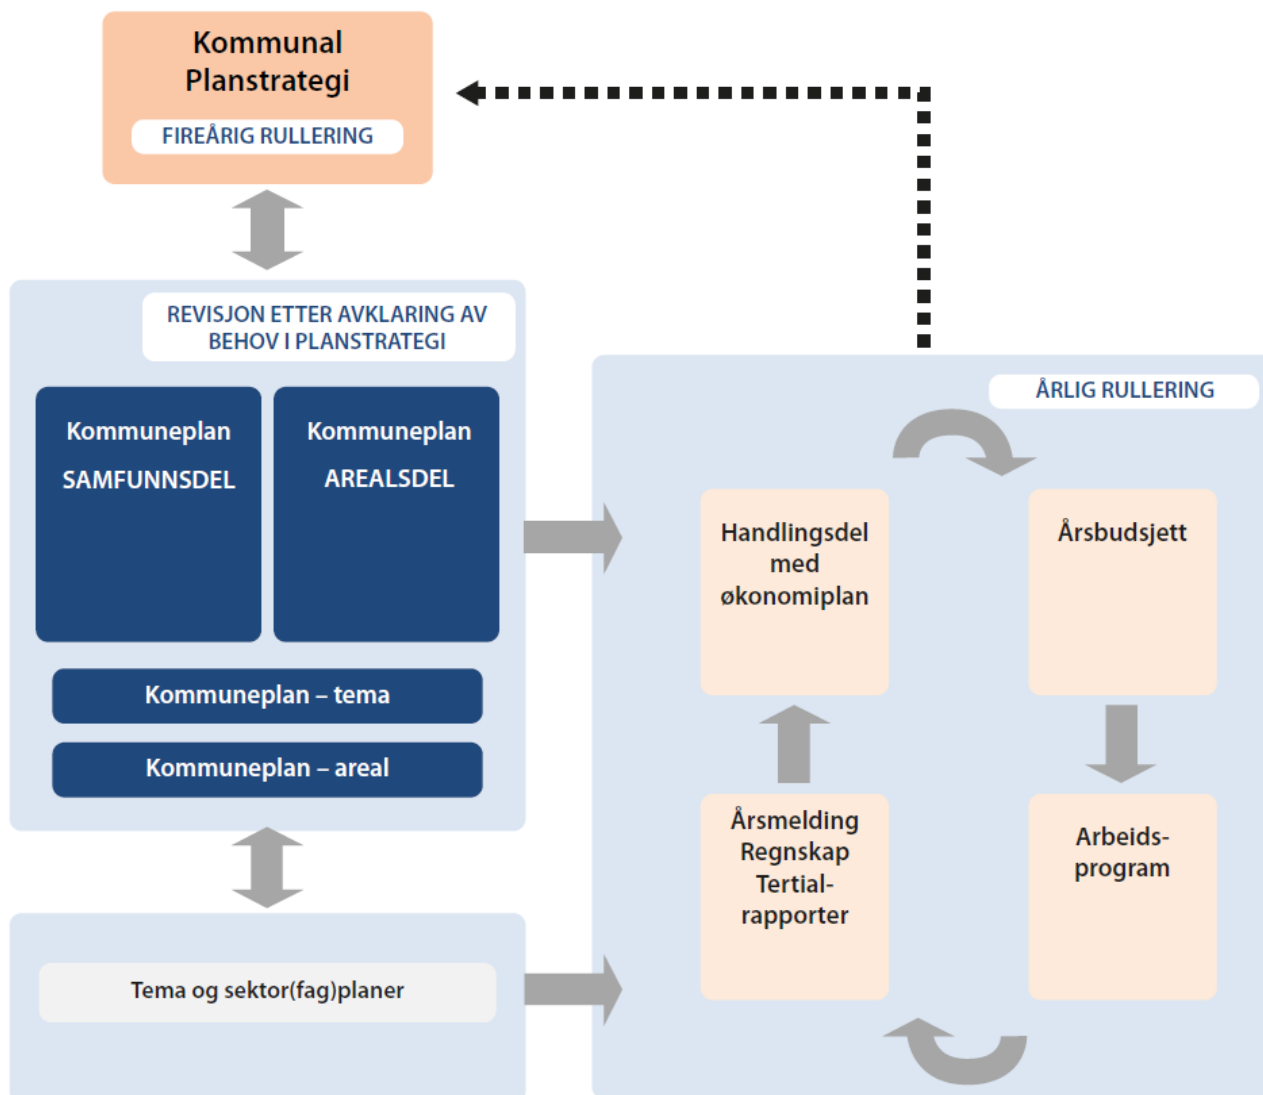 Kommunal
Planstrategi
FIREÅRIG RULLERING
REVISJON ETTER AVKLARING AV
BEHOV I PLANSTRATEGI
Kommuneplan
SAMFUNNSDEL
Kommuneplan
AREALSDEL
Kommuneplan – tema
Kommuneplan – areal
Tema og sektor(fag)planer
ÅRLIG RULLERING
Handlingsdel
med
økonomiplan
Årsbudsjett
Årsmelding
Regnskap
Tertial-
rapporter
Arbeids-
program